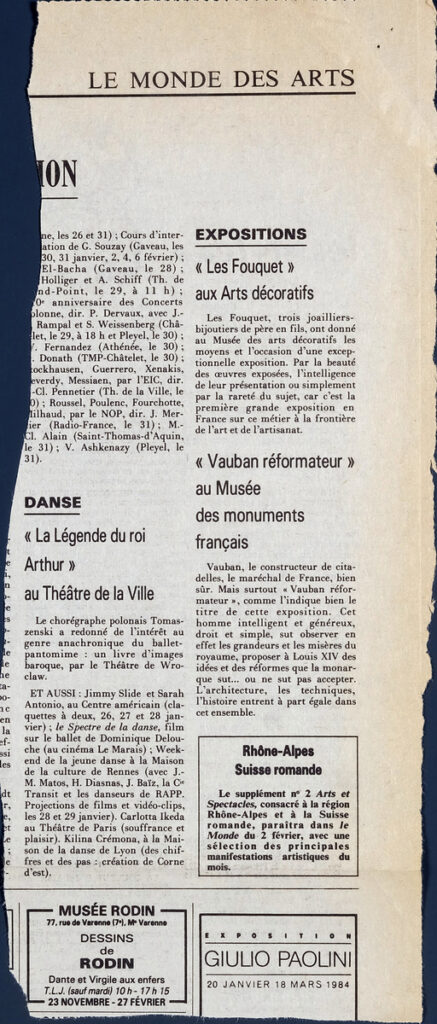 LE MONDE DES ARTS
ne, les 26 et 31) ; Cours d'inter-
ation de G. Souzay (Gaveau, les
30, 31 janvier, 2, 4, 6 février) ;
El-Bacha (Gaveau, le 28) ;
Holliger et A. Schiff (Th. de
nd-Point, le 29, à 11 h) ;
0e anniversaire des Concerts
olonne, dir. P. Dervaux, avec J.-
Rampal et S. Weissenberg (Châ-
let, le 29, à 18 h et Pleyel, le 30) ;
Fernandez (Athénée, le 30) ;
Donath (TMP-Châtelet, le 30) ;
ockhausen, Guerrero, Xenakis,
everdy, Messiaen, par l'EIC, dir.
-Cl. Pennetier (Th. de la Ville, le
0) ; Roussel, Poulenc, Fourchotte,
ilhaud, par le NOP, dir. J. Mer-
ier (Radio-France, le 31) ; M.-
Cl. Alain (Saint-Thomas-d'Aquin,
le 31) ; V. Ashkenazy (Pleyel, le
31).
DANSE
« La Légende du roi
Arthur »
au Théâtre de la Ville
Le chorégraphe polonais Tomas-
zenski a redonné de l'intérêt au
genre anachronique du ballet-
pantomime : un livre d'images
baroque, par le Théâtre de Wro-
claw.
ET AUSSI : Jimmy Slide et Sarah
Antonio, au Centre américain (cla-
quettes à deux, 26, 27 et 28 jan-
vier) ; le Spectre de la danse, film
sur le ballet de Dominique Delou-
che (au cinéma Le Marais) ; Week-
end de la jeune danse à la Maison
de la culture de Rennes (avec J.-
M. Matos, H. Diasnas, J. Baïz, la Cie
Transit et les danseurs de RAPP.
Projections de films et vidéo-clips,
les 28 et 29 janvier). Carlotta Ikeda
au Théâtre de Paris (souffrance et
plaisir). Kilina Crémona, à la Mai-
son de la danse de Lyon (des chif-
fres et des pas : création de Corne
d'est).
EXPOSITIONS
« Les Fouquet »
aux Arts décoratifs
Les Fouquet, trois joailliers-
bijoutiers de père en fils, ont donné
au Musée des arts décoratifs les
moyens et l'occasion d'une excep-
tionnelle exposition. Par la beauté
des œuvres exposées, l'intelligence
de leur présentation ou simplement
par la rareté du sujet, car c'est la
première grande exposition en
France sur ce métier à la frontière
de l'art et de l'artisanat.
« Vauban réformateur »
au Musée
des monuments
français
Vauban, le constructeur de cita-
delles, le maréchal de France, bien
sûr. Mais surtout « Vauban réfor-
mateur », comme l'indique bien le
titre de cette exposition. Cet
homme intelligent et généreux,
droit et simple, sut observer en
effet les grandeurs et les misères du
royaume, proposer à Louis XIV des
idées et des réformes que la monar-
que sut... ou ne sut pas accepter.
L'architecture, les techniques,
l'histoire entrent à part égale dans
cet ensemble.
Rhône-Alpes
Suisse romande
Le supplément n° 2 Arts et
Spectacles, consacré à la région
Rhône-Alpes et à la Suisse
romande, paraîtra dans le
Monde du 2 février, avec une
sélection des principales
manifestations artistiques du
mois.
MUSÉE RODIN
77, rue de Varenne (7e), Mo Varenne
DESSINS
de
RODIN
Dante et Virgile aux enfers
T.L.J. (sauf mardi) 10 h - 17 h 15
23 NOVEMBRE - 27 FÉVRIER
EXPOSITION
GIULIO PAOLINI
20 JANVIER 18 MARS 1984